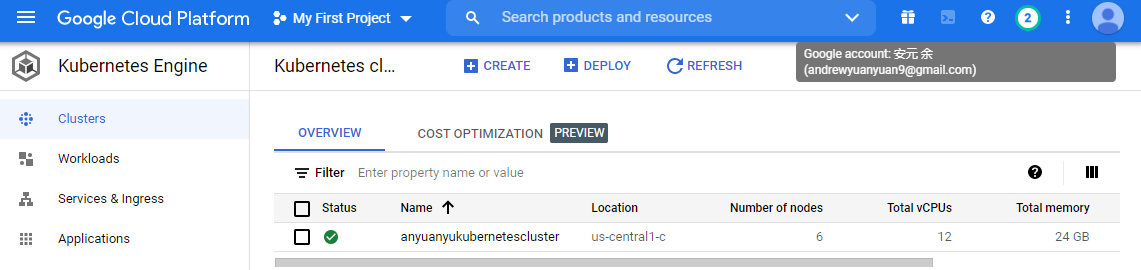 Google Cloud Platform My First Project Search products and resources 2
Kubernetes Engine Kubernetes cl... CREATE DEPLOY REFRESH
Google account: 安元 余
(andrewyuanyuan9@gmail.com)
Clusters
Workloads
Services & Ingress
Applications
OVERVIEW COST OPTIMIZATION PREVIEW
Filter Enter property name or value
Status Name Location Number of nodes Total vCPUs Total memory
anyuanyukubernetescluster us-central1-c 6 12 24 GB